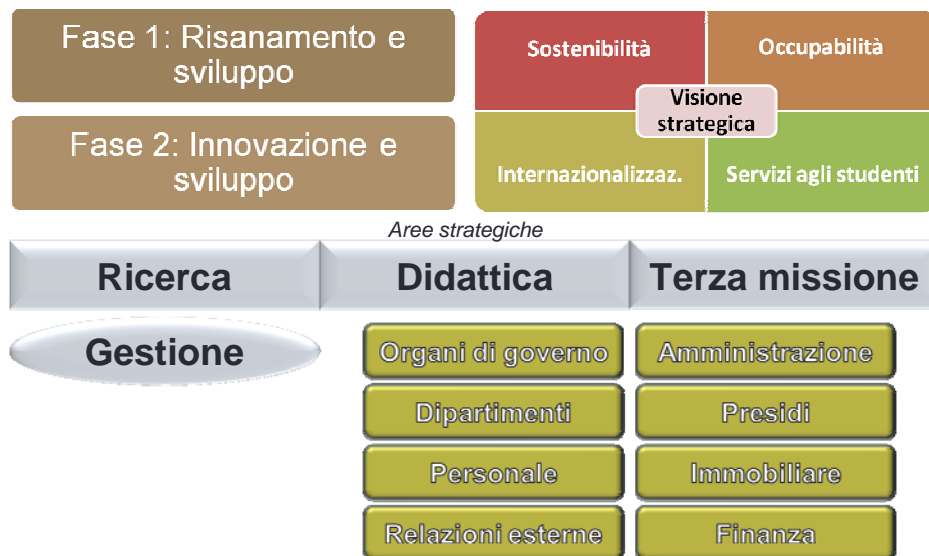 Fase 1: Risanamento e
sviluppo
Fase 2: Innovazione e
sviluppo
Sostenibilità
Occupabilità
Visione
strategica
Internazionalizzaz.
Servizi agli studenti
Aree strategiche
Ricerca
Didattica
Terza missione
Gestione
Organi di governo
Amministrazione
Dipartimenti
Presidi
Personale
Immobiliare
Relazioni esterne
Finanza